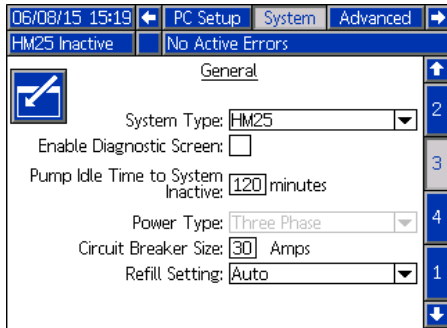 06/08/15 15:19 PC Setup System Advanced
HM25 Inactive No Active Errors
General
System Type: HM25
2
Enable Diagnostic Screen:
3
Pump Idle Time to System
Inactive: 120 minutes
Power Type: Three Phase
4
Circuit Breaker Size: 30 Amps
Refill Setting: Auto
1